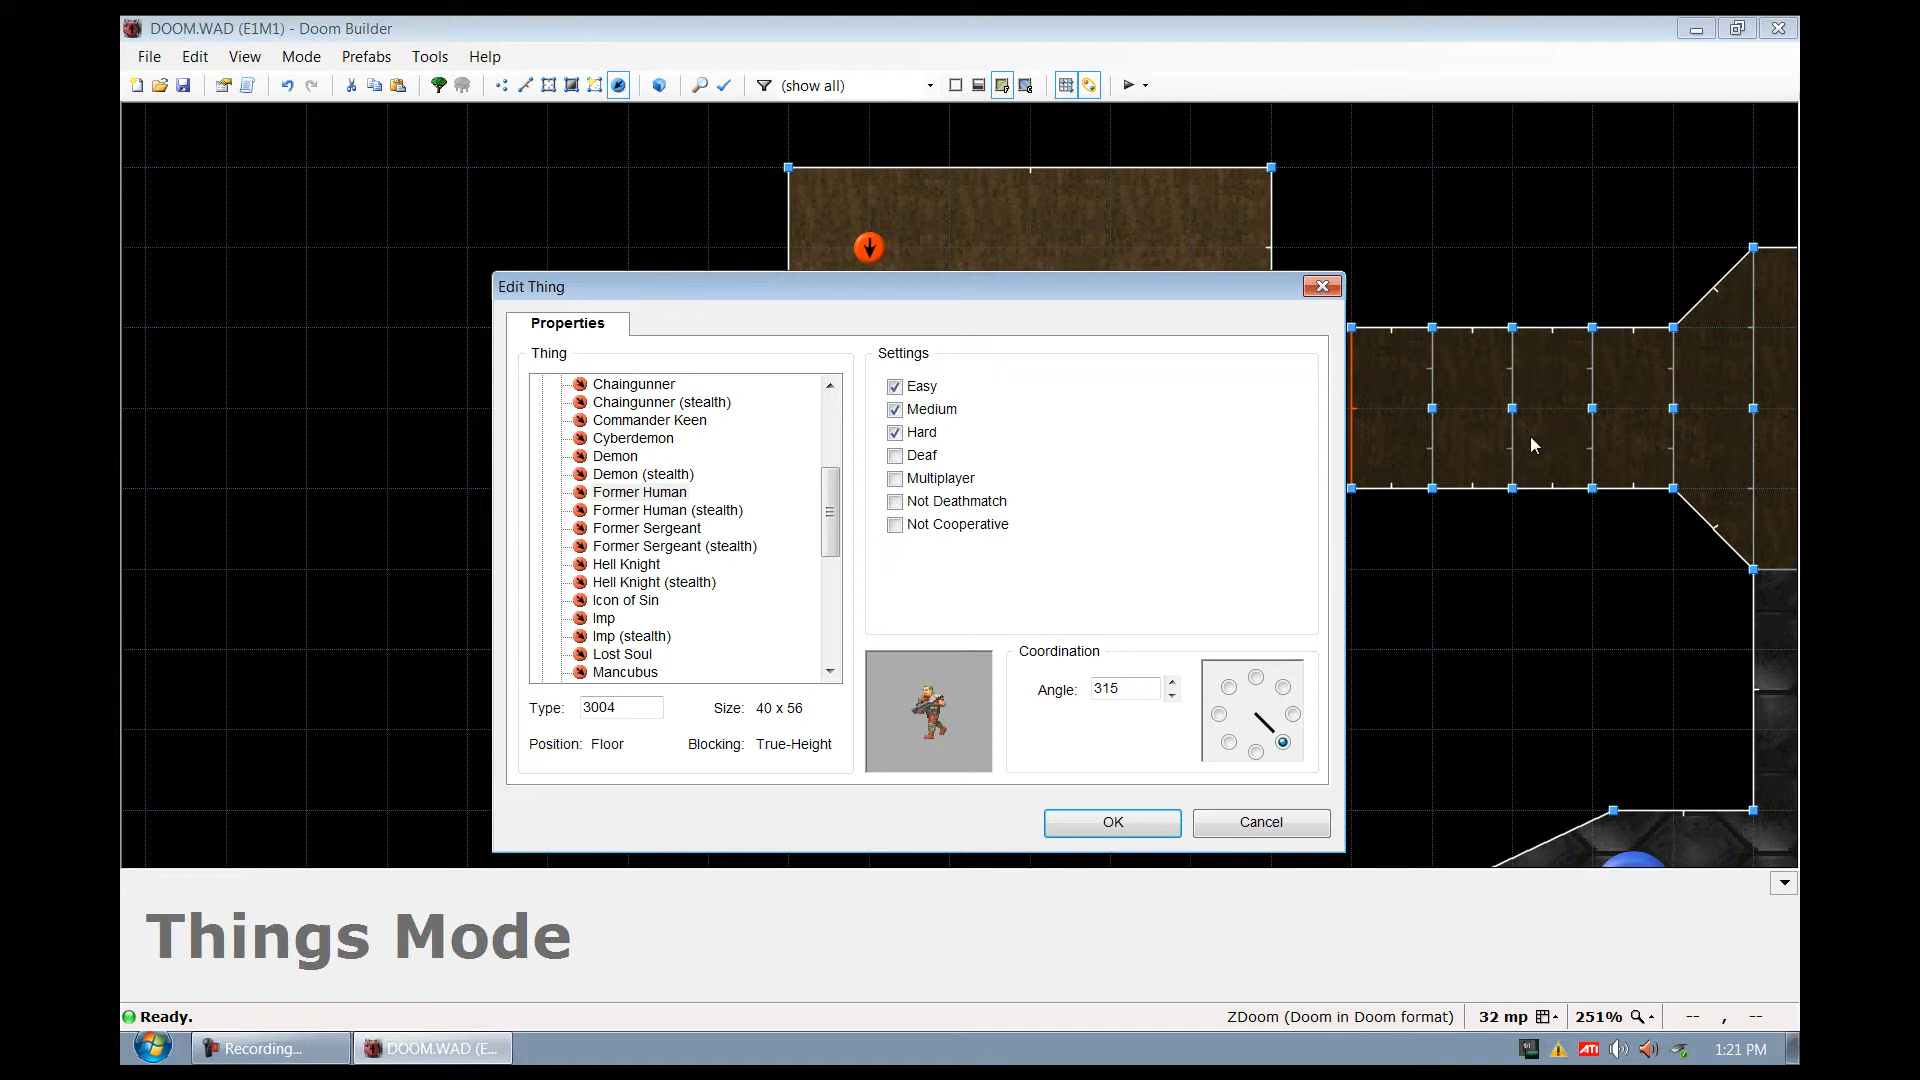 DOOM.WAD (E1M1) - Doom Builder
File Edit View Mode Prefabs Tools Help
(show all)
Edit Thing
Properties
Thing
Chaingunner
Chaingunner (stealth)
Commander Keen
Cyberdemon
Demon
Demon (stealth)
Former Human
Former Human (stealth)
Former Sergeant
Former Sergeant (stealth)
Hell Knight
Hell Knight (stealth)
Icon of Sin
Imp
Imp (stealth)
Lost Soul
Mancubus
Type: 3004 Size: 40 x 56
Position: Floor Blocking: True-Height
Settings
Easy
Medium
Hard
Deaf
Multiplayer
Not Deathmatch
Not Cooperative
Coordination
Angle: 315
OK Cancel
Things Mode
Ready. ZDoom (Doom in Doom format) 32 mp 251% -- , --
Recording... DOOM.WAD (E... ATI 1:21 PM